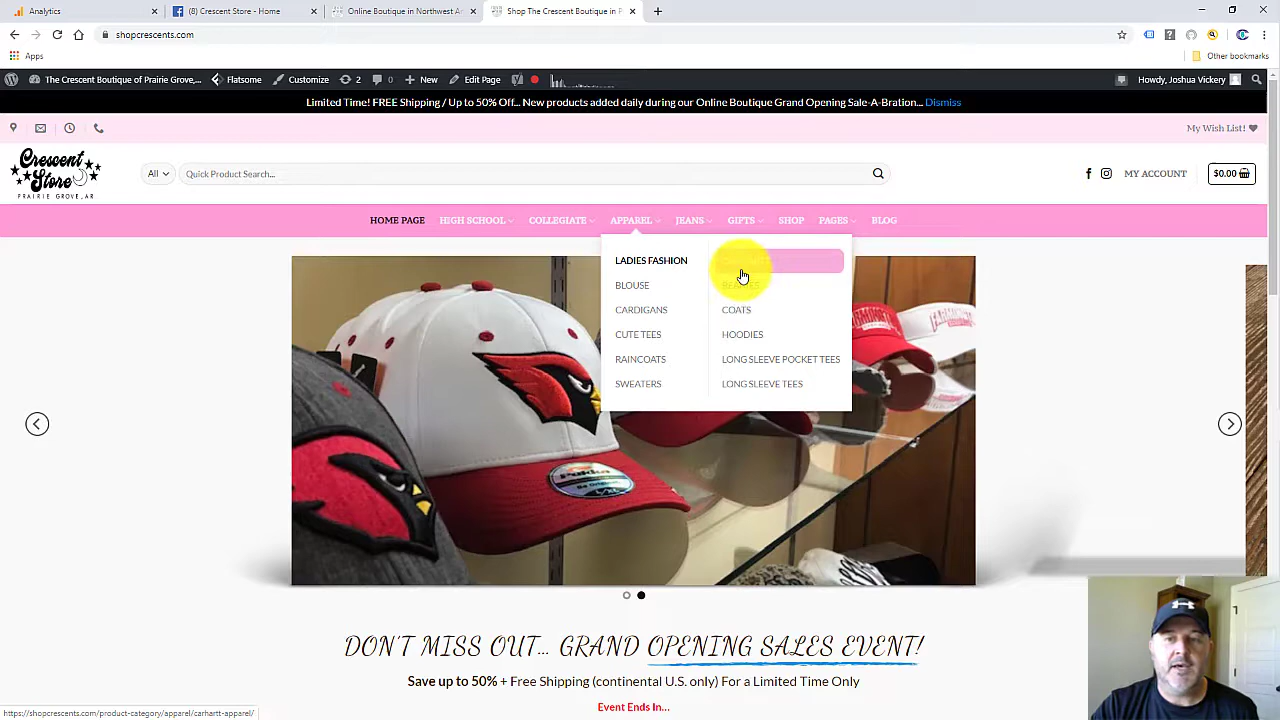 Analytics
(8) Crescent Store - Home
Online Boutique in Northwest A
Shop The Crescent Boutique in P
shopcrescents.com
Apps
Other bookmarks
The Crescent Boutique of Prairie Grove,...
Flatsome
Customize
2
0
New
Edit Page
Howdy, Joshua Vickery
Limited Time! FREE Shipping / Up to 50% Off... New products added daily during our Online Boutique Grand Opening Sale-A-Bration... Dismiss
My Wish List!
Crescent
Store
PRAIRIE GROVE, AR
All
Quick Product Search...
MY ACCOUNT
$0.00
HOME PAGE
HIGH SCHOOL
COLLEGIATE
APPAREL
JEANS
GIFTS
SHOP
PAGES
BLOG
LADIES FASHION
BLOUSE
CARDIGANS
CUTE TEES
RAINCOATS
SWEATERS
BEANIES
COATS
HOODIES
LONG SLEEVE POCKET TEES
LONG SLEEVE TEES
DON'T MISS OUT... GRAND OPENING SALES EVENT!
Save up to 50% + Free Shipping (continental U.S. only) For a Limited Time Only
Event Ends In...
https://shopcrescents.com/product-category/apparel/carhartt-apparel/